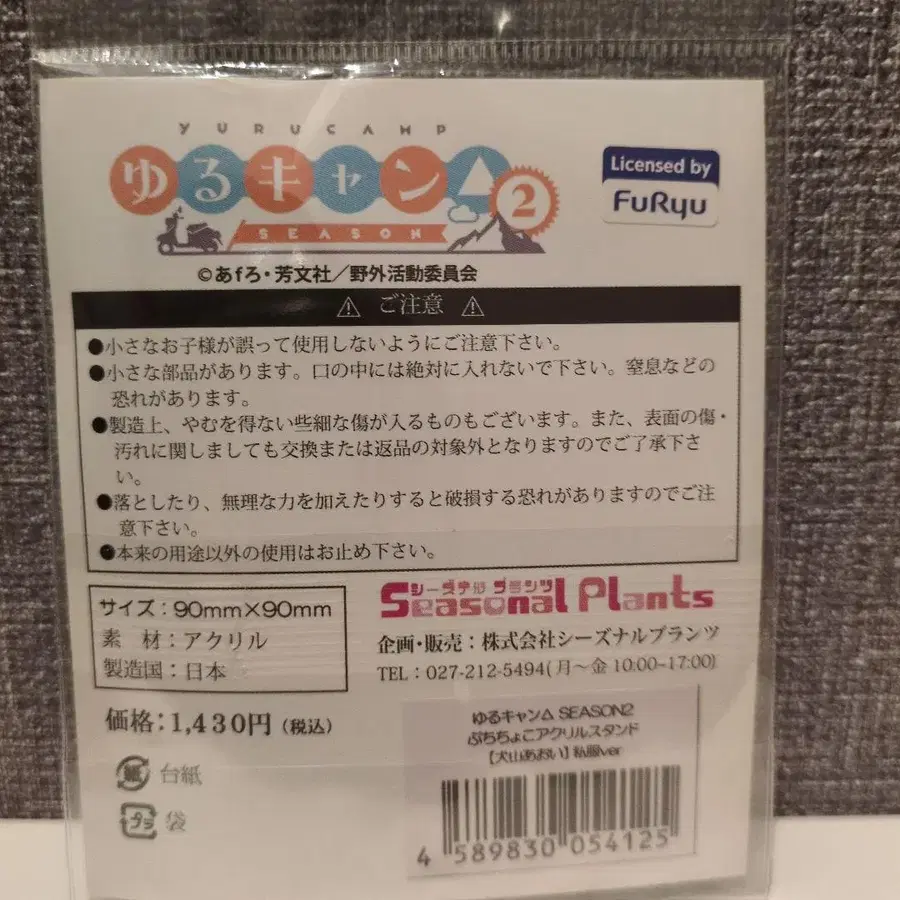 YURUCAMP
ゆるキャン△2
SEASON
Licensed by
FuRyu
©あfろ・芳文社／野外活動委員会
⚠ ご注意 ⚠
●小さなお子様が誤って使用しないようにご注意下さい。
●小さな部品があります。口の中には絶対に入れないで下さい。窒息などの
恐れがあります。
●製造上、やむを得ない些細な傷が入るものもございます。また、表面の傷・
汚れに関しましても交換または返品の対象外となりますのでご了承下さ
い。
●落としたり、無理な力を加えたりすると破損する恐れがありますのでご注
意下さい。
●本来の用途以外の使用はお止め下さい。
サイズ：90mm×90mm
素　材：アクリル
製造国：日本
シーズナル プランツ
Seasonal Plants
企画・販売：株式会社シーズナルプランツ
TEL：027-212-5494(月〜金 10:00-17:00)
価格：1,430円（税込）
紙 台紙
プラ 袋
ゆるキャン△ SEASON2
ぷちちょこアクリルスタンド
【犬山あおい】私服ver
4 589830 054125